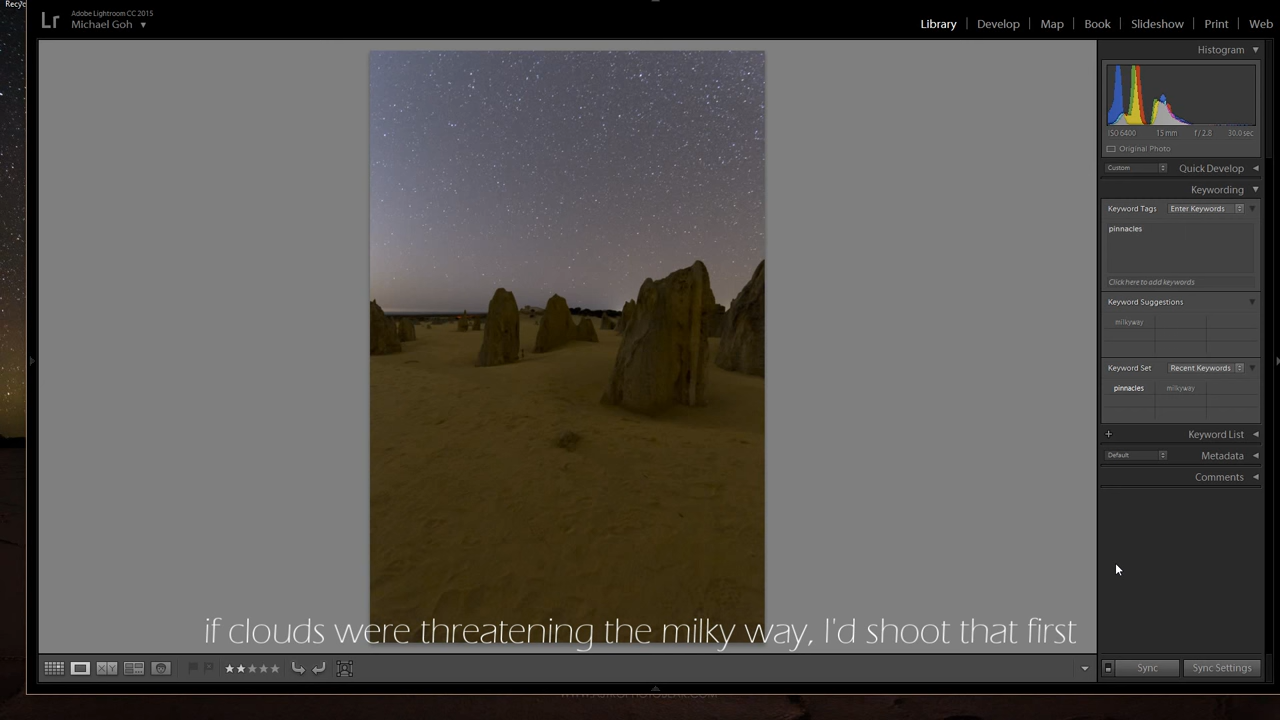 Recyc
Lr
Adobe Lightroom CC 2015
Michael Goh
Library | Develop | Map | Book | Slideshow | Print | Web
Histogram
ISO 6400 15 mm f / 2.8 30.0 sec
Original Photo
Custom Quick Develop
Keywording
Keyword Tags Enter Keywords
pinnacles
Click here to add keywords
Keyword Suggestions
milkyway
Keyword Set Recent Keywords
pinnacles milkyway
+ Keyword List
Default Metadata
Comments
if clouds were threatening the milky way, I'd shoot that first
XY
Sync Sync Settings